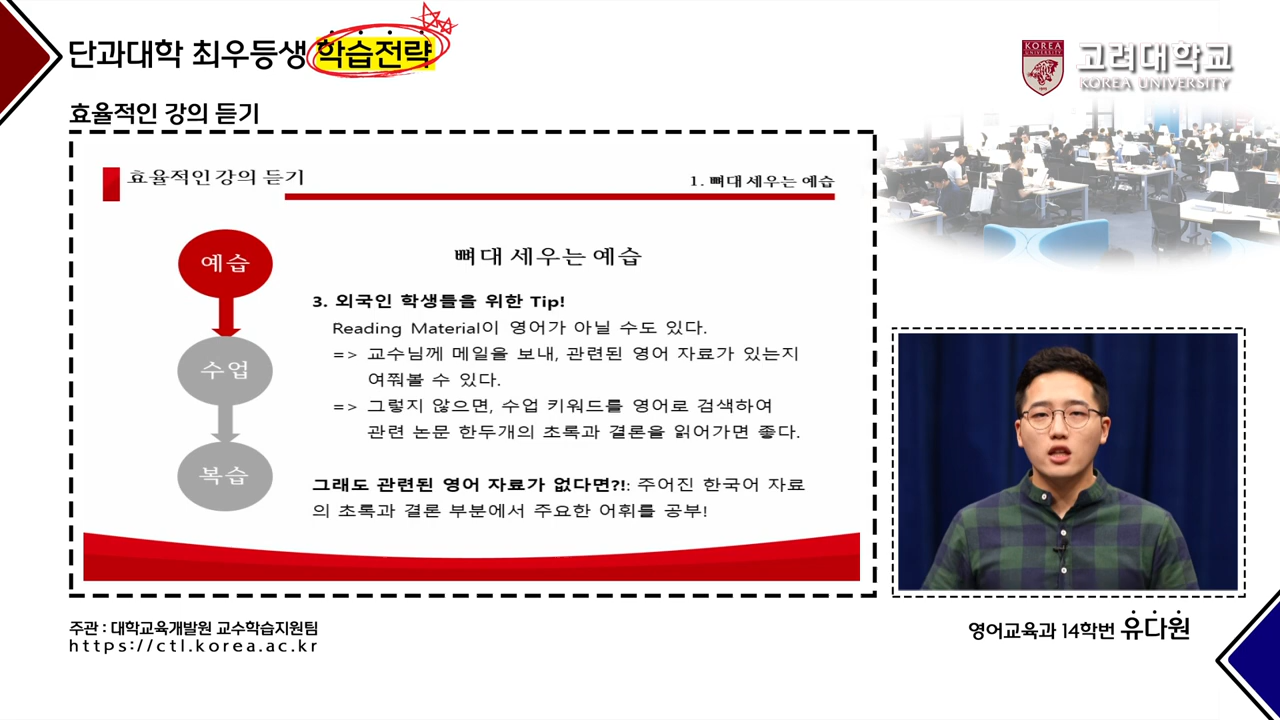 단과대학 최우등생 학습전략
KOREA
UNIVERSITY
고려대학교
KOREA UNIVERSITY
효율적인 강의 듣기
효율적인 강의 듣기
1. 뼈대 세우는 예습
예습
수업
복습
뼈대 세우는 예습
3. 외국인 학생들을 위한 Tip!
Reading Material이 영어가 아닐 수도 있다.
=> 교수님께 메일을 보내, 관련된 영어 자료가 있는지
여쭤볼 수 있다.
=> 그렇지 않으면, 수업 키워드를 영어로 검색하여
관련 논문 한두개의 초록과 결론을 읽어가면 좋다.
그래도 관련된 영어 자료가 없다면?!: 주어진 한국어 자료
의 초록과 결론 부분에서 주요한 어휘를 공부!
주관 : 대학교육개발원 교수학습지원팀
https://ctl.korea.ac.kr
영어교육과 14학번 유다원